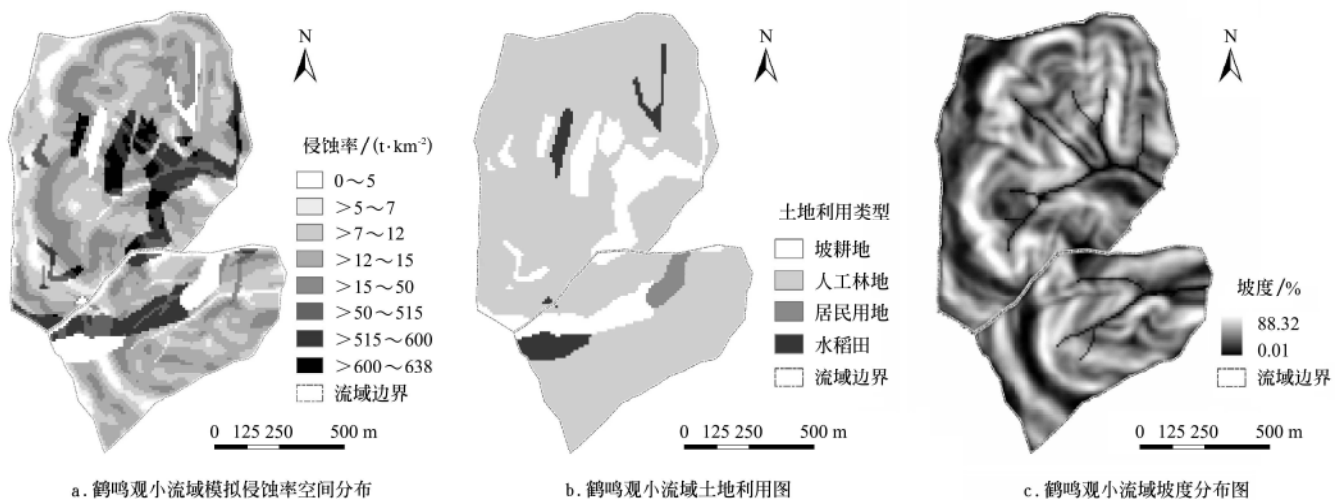 N
侵蚀率/(t·km⁻²)
0～5
>5～7
>7～12
>12～15
>15～50
>50～515
>515～600
>600～638
流域边界
0 125 250 500 m
a.鹤鸣观小流域模拟侵蚀率空间分布
N
土地利用类型
坡耕地
人工林地
居民用地
水稻田
流域边界
0 125 250 500 m
b.鹤鸣观小流域土地利用图
N
坡度/%
88.32
0.01
流域边界
0 125 250 500 m
c.鹤鸣观小流域坡度分布图